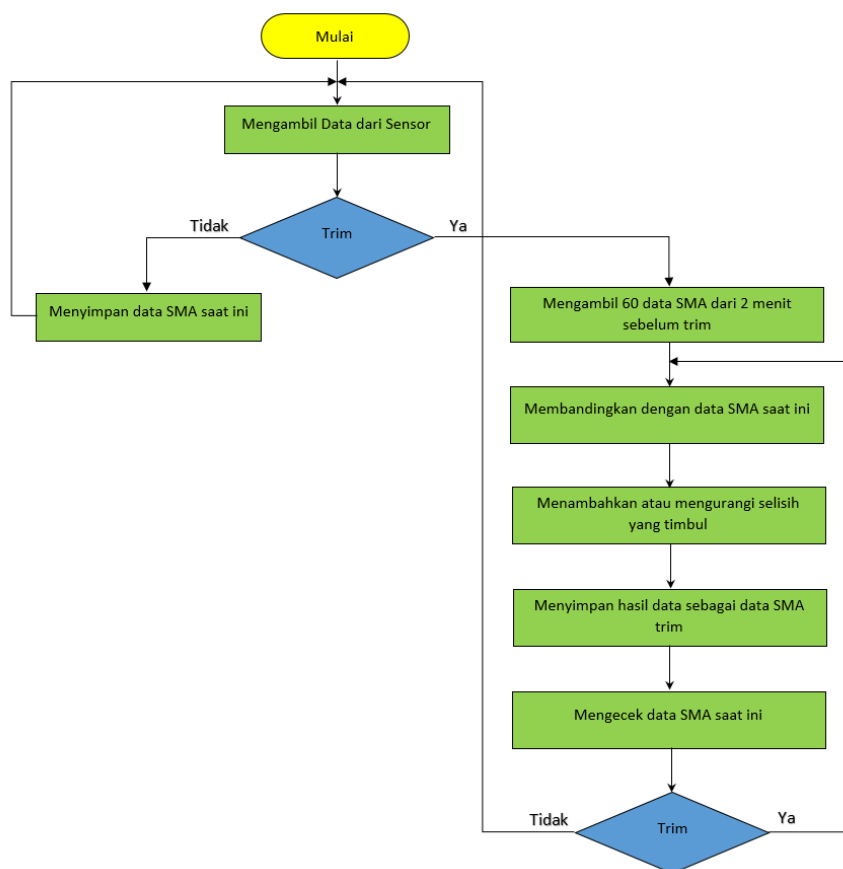 Mulai
Mengambil Data dari Sensor
Tidak
Trim
Ya
Menyimpan data SMA saat ini
Mengambil 60 data SMA dari 2 menit
sebelum trim
Membandingkan dengan data SMA saat ini
Menambahkan atau mengurangi selisih
yang timbul
Menyimpan hasil data sebagai data SMA
trim
Mengecek data SMA saat ini
Tidak
Trim
Ya